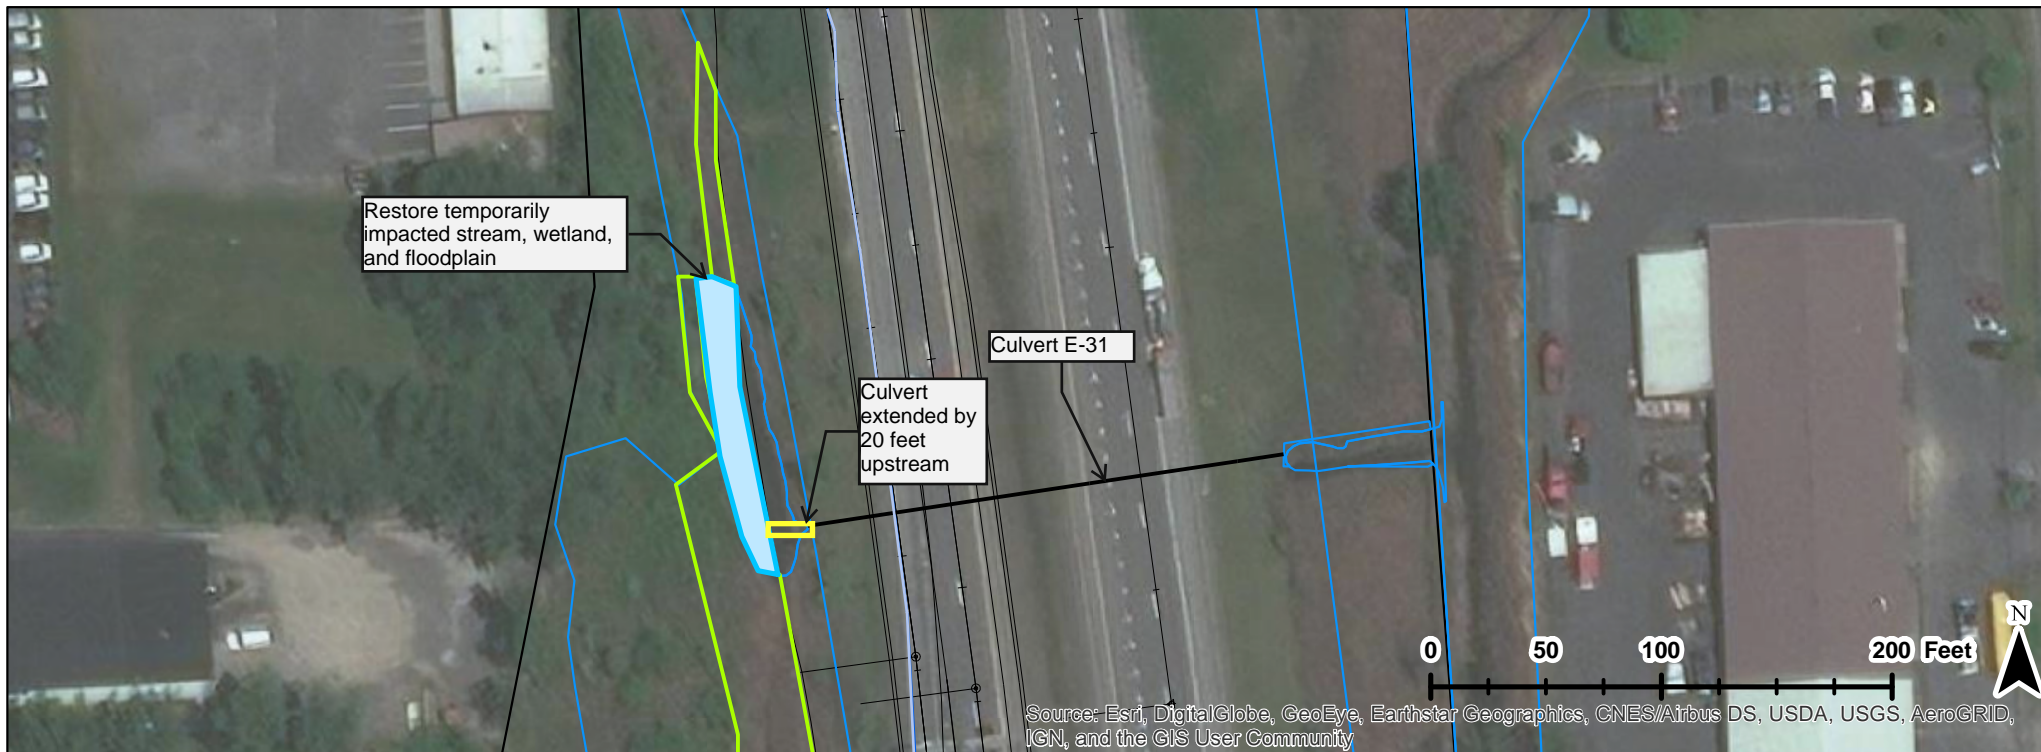 Restore temporarily
impacted stream, wetland,
and floodplain
Culvert E-31
Culvert
extended by
20 feet
upstream
N
0 50 100 200 Feet
Source: Esri, DigitalGlobe, GeoEye, Earthstar Geographics, CNES/Airbus DS, USDA, USGS, AeroGRID,
IGN, and the GIS User Community